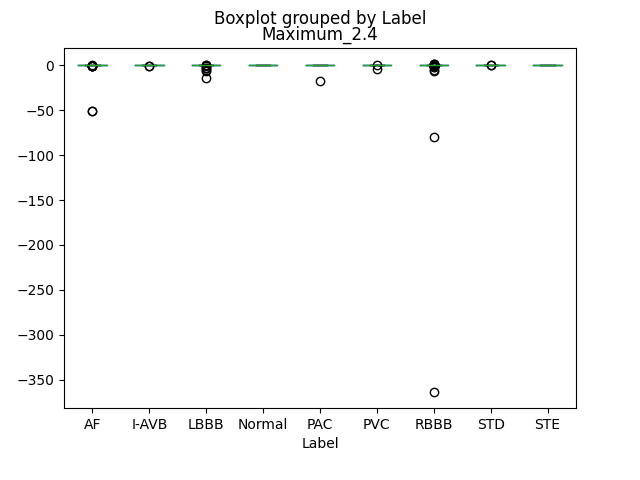 Boxplot grouped by Label
Maximum_2.4
0
−50
−100
−150
−200
−250
−300
−350
AF I-AVB LBBB Normal PAC PVC RBBB STD STE
Label